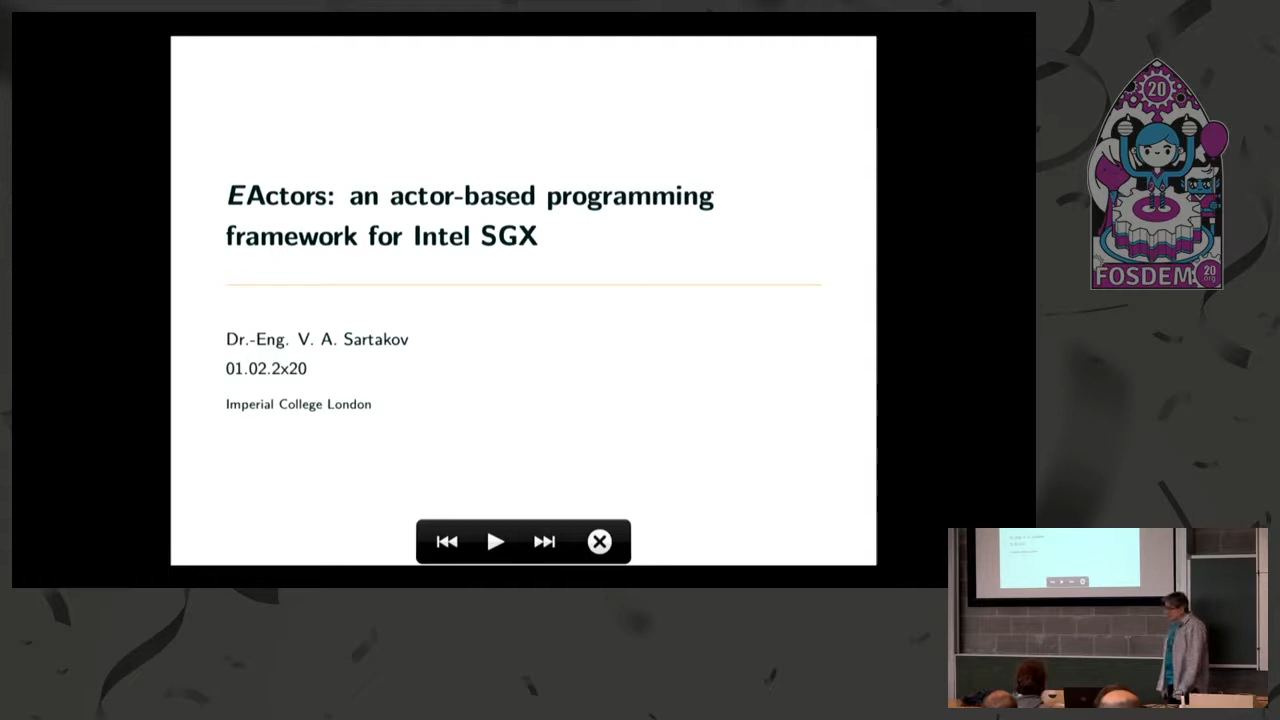 EActors: an actor-based programming
framework for Intel SGX
Dr.-Eng. V. A. Sartakov
01.02.2x20
Imperial College London
20
FOSDEM
20
org